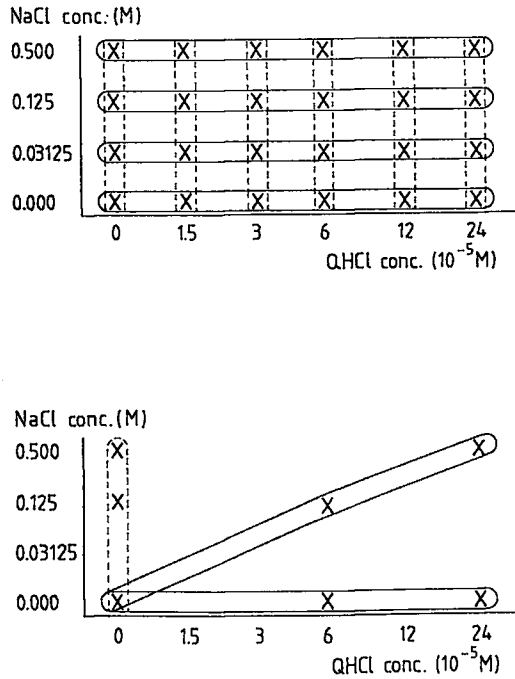 NaCl conc. (M)
0.500 X X X X X X
0.125 X X X X X X
0.03125 X X X X X X
0.000 X X X X X X
0 1.5 3 6 12 24
QHCl conc. (10⁻⁵M)
NaCl conc. (M)
0.500 X X
0.125 X X
0.03125
0.000 X X X
0 1.5 3 6 12 24
QHCl conc. (10⁻⁵M)